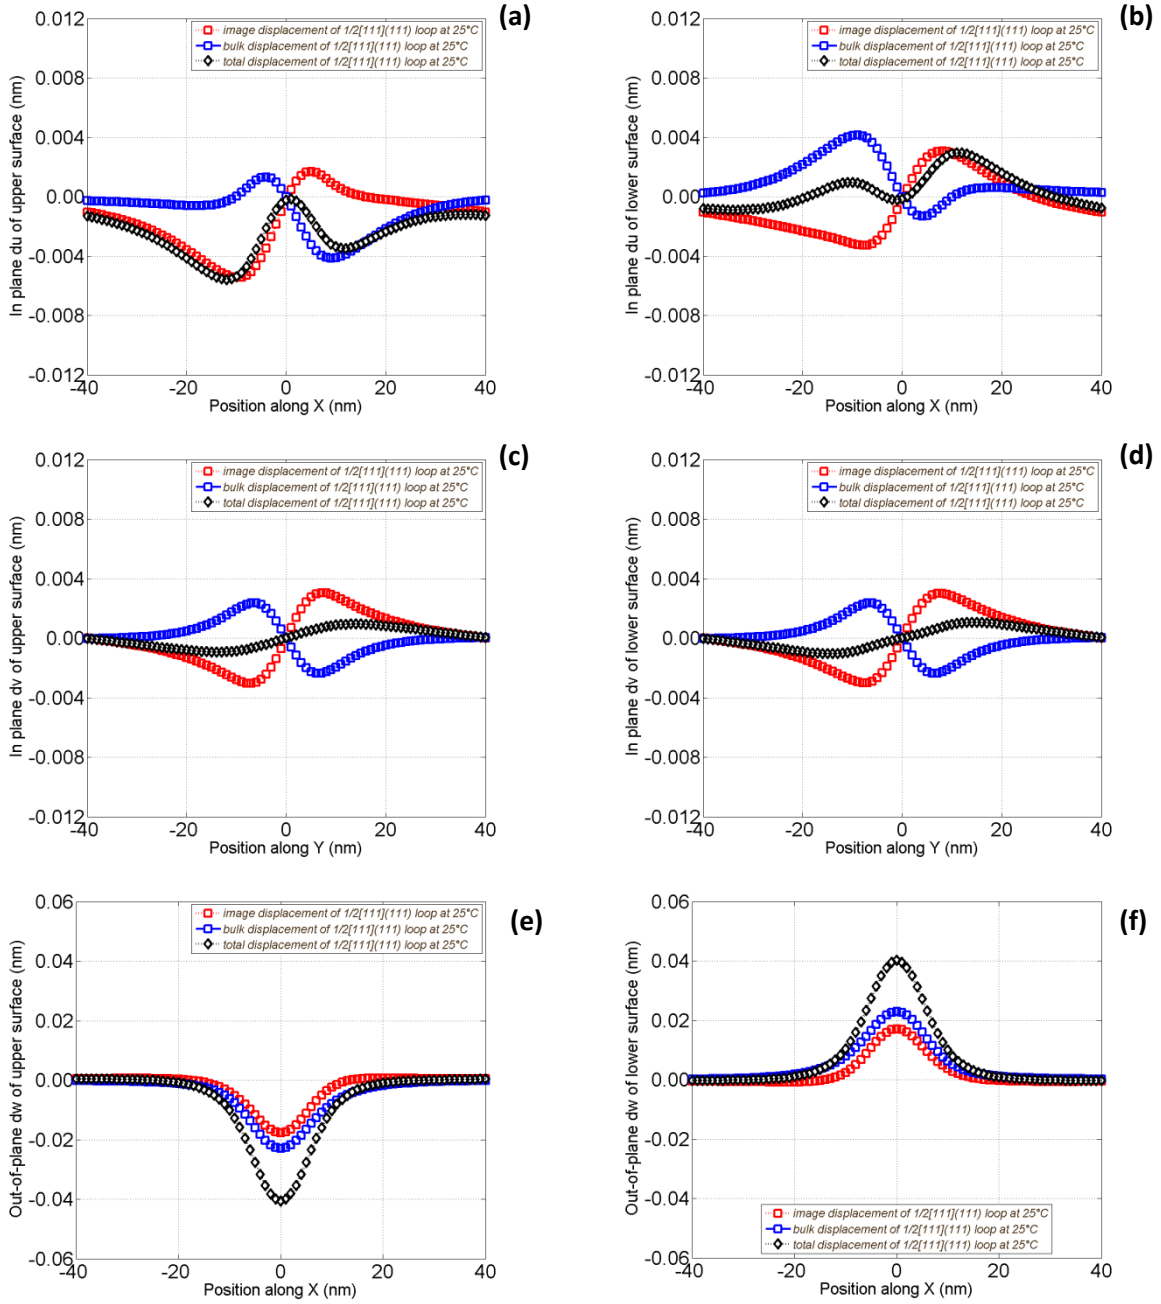 (a)
0.012
0.008
0.004
0.00
-0.004
-0.008
-0.012
In plane du of upper surface (nm)
image displacement of 1/2[111](111) loop at 25°C
bulk displacement of 1/2[111](111) loop at 25°C
total displacement of 1/2[111](111) loop at 25°C
-40 -20 0 20 40
Position along X (nm)
(b)
0.012
0.008
0.004
0.00
-0.004
-0.008
-0.012
In plane du of lower surface (nm)
image displacement of 1/2[111](111) loop at 25°C
bulk displacement of 1/2[111](111) loop at 25°C
total displacement of 1/2[111](111) loop at 25°C
-40 -20 0 20 40
Position along X (nm)
(c)
0.012
0.008
0.004
0.00
-0.004
-0.008
-0.012
In plane dv of upper surface (nm)
image displacement of 1/2[111](111) loop at 25°C
bulk displacement of 1/2[111](111) loop at 25°C
total displacement of 1/2[111](111) loop at 25°C
-40 -20 0 20 40
Position along Y (nm)
(d)
0.012
0.008
0.004
0.00
-0.004
-0.008
-0.012
In plane dv of lower surface (nm)
image displacement of 1/2[111](111) loop at 25°C
bulk displacement of 1/2[111](111) loop at 25°C
total displacement of 1/2[111](111) loop at 25°C
-40 -20 0 20 40
Position along Y (nm)
(e)
0.06
0.04
0.02
0.00
-0.02
-0.04
-0.06
Out-of-plane dw of upper surface (nm)
image displacement of 1/2[111](111) loop at 25°C
bulk displacement of 1/2[111](111) loop at 25°C
total displacement of 1/2[111](111) loop at 25°C
-40 -20 0 20 40
Position along X (nm)
(f)
0.06
0.04
0.02
0.00
-0.02
-0.04
-0.06
Out-of-plane dw of lower surface (nm)
image displacement of 1/2[111](111) loop at 25°C
bulk displacement of 1/2[111](111) loop at 25°C
total displacement of 1/2[111](111) loop at 25°C
-40 -20 0 20 40
Position along X (nm)